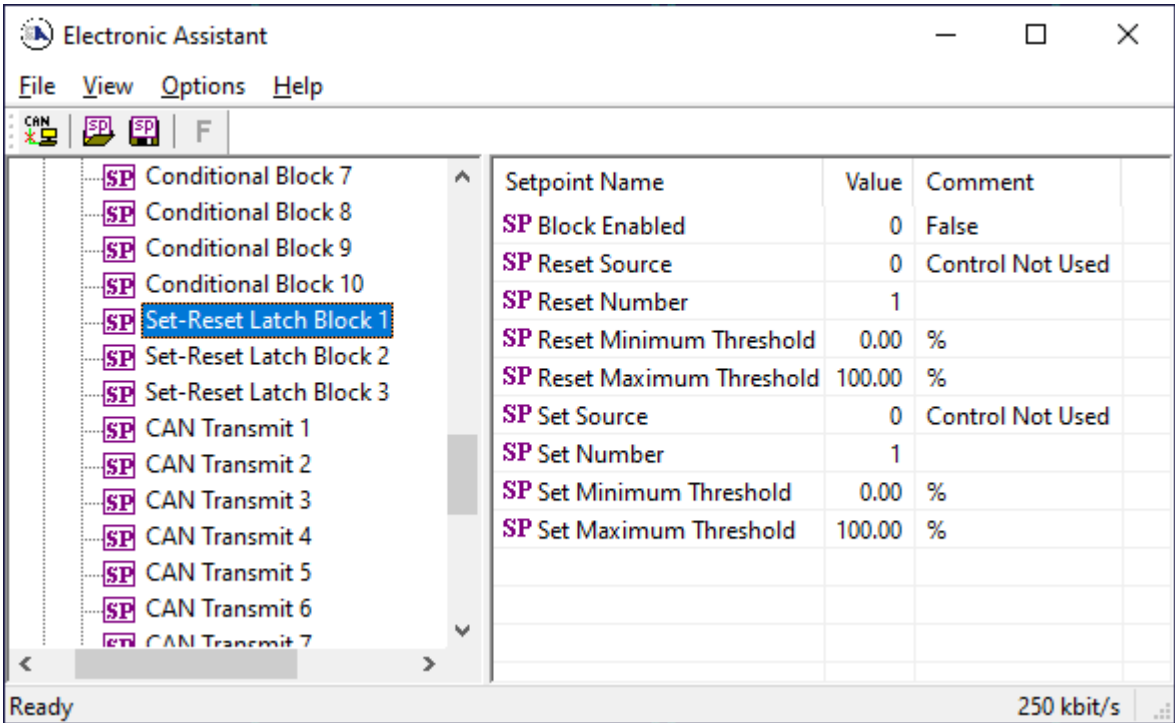 Electronic Assistant
File View Options Help
CAN SP SP F
SP Conditional Block 7
SP Conditional Block 8
SP Conditional Block 9
SP Conditional Block 10
SP Set-Reset Latch Block 1
SP Set-Reset Latch Block 2
SP Set-Reset Latch Block 3
SP CAN Transmit 1
SP CAN Transmit 2
SP CAN Transmit 3
SP CAN Transmit 4
SP CAN Transmit 5
SP CAN Transmit 6
SP CAN Transmit 7
Setpoint Name Value Comment
SP Block Enabled 0 False
SP Reset Source 0 Control Not Used
SP Reset Number 1
SP Reset Minimum Threshold 0.00 %
SP Reset Maximum Threshold 100.00 %
SP Set Source 0 Control Not Used
SP Set Number 1
SP Set Minimum Threshold 0.00 %
SP Set Maximum Threshold 100.00 %
Ready 250 kbit/s